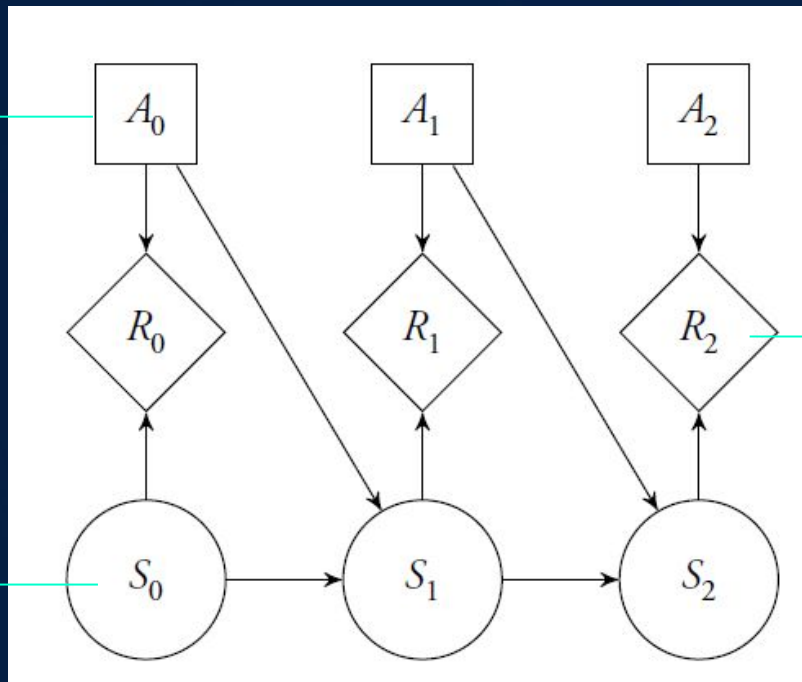 A₀ A₁ A₂
R₀ R₁ R₂
S₀ S₁ S₂